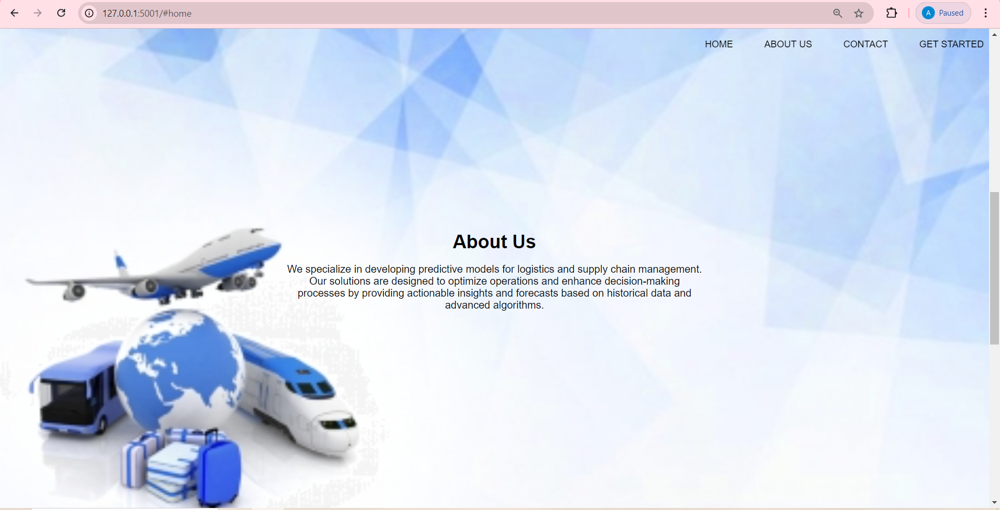 127.0.0.1:5001/#home
A Paused
HOME ABOUT US CONTACT GET STARTED
About Us
We specialize in developing predictive models for logistics and supply chain management.
Our solutions are designed to optimize operations and enhance decision-making
processes by providing actionable insights and forecasts based on historical data and
advanced algorithms.